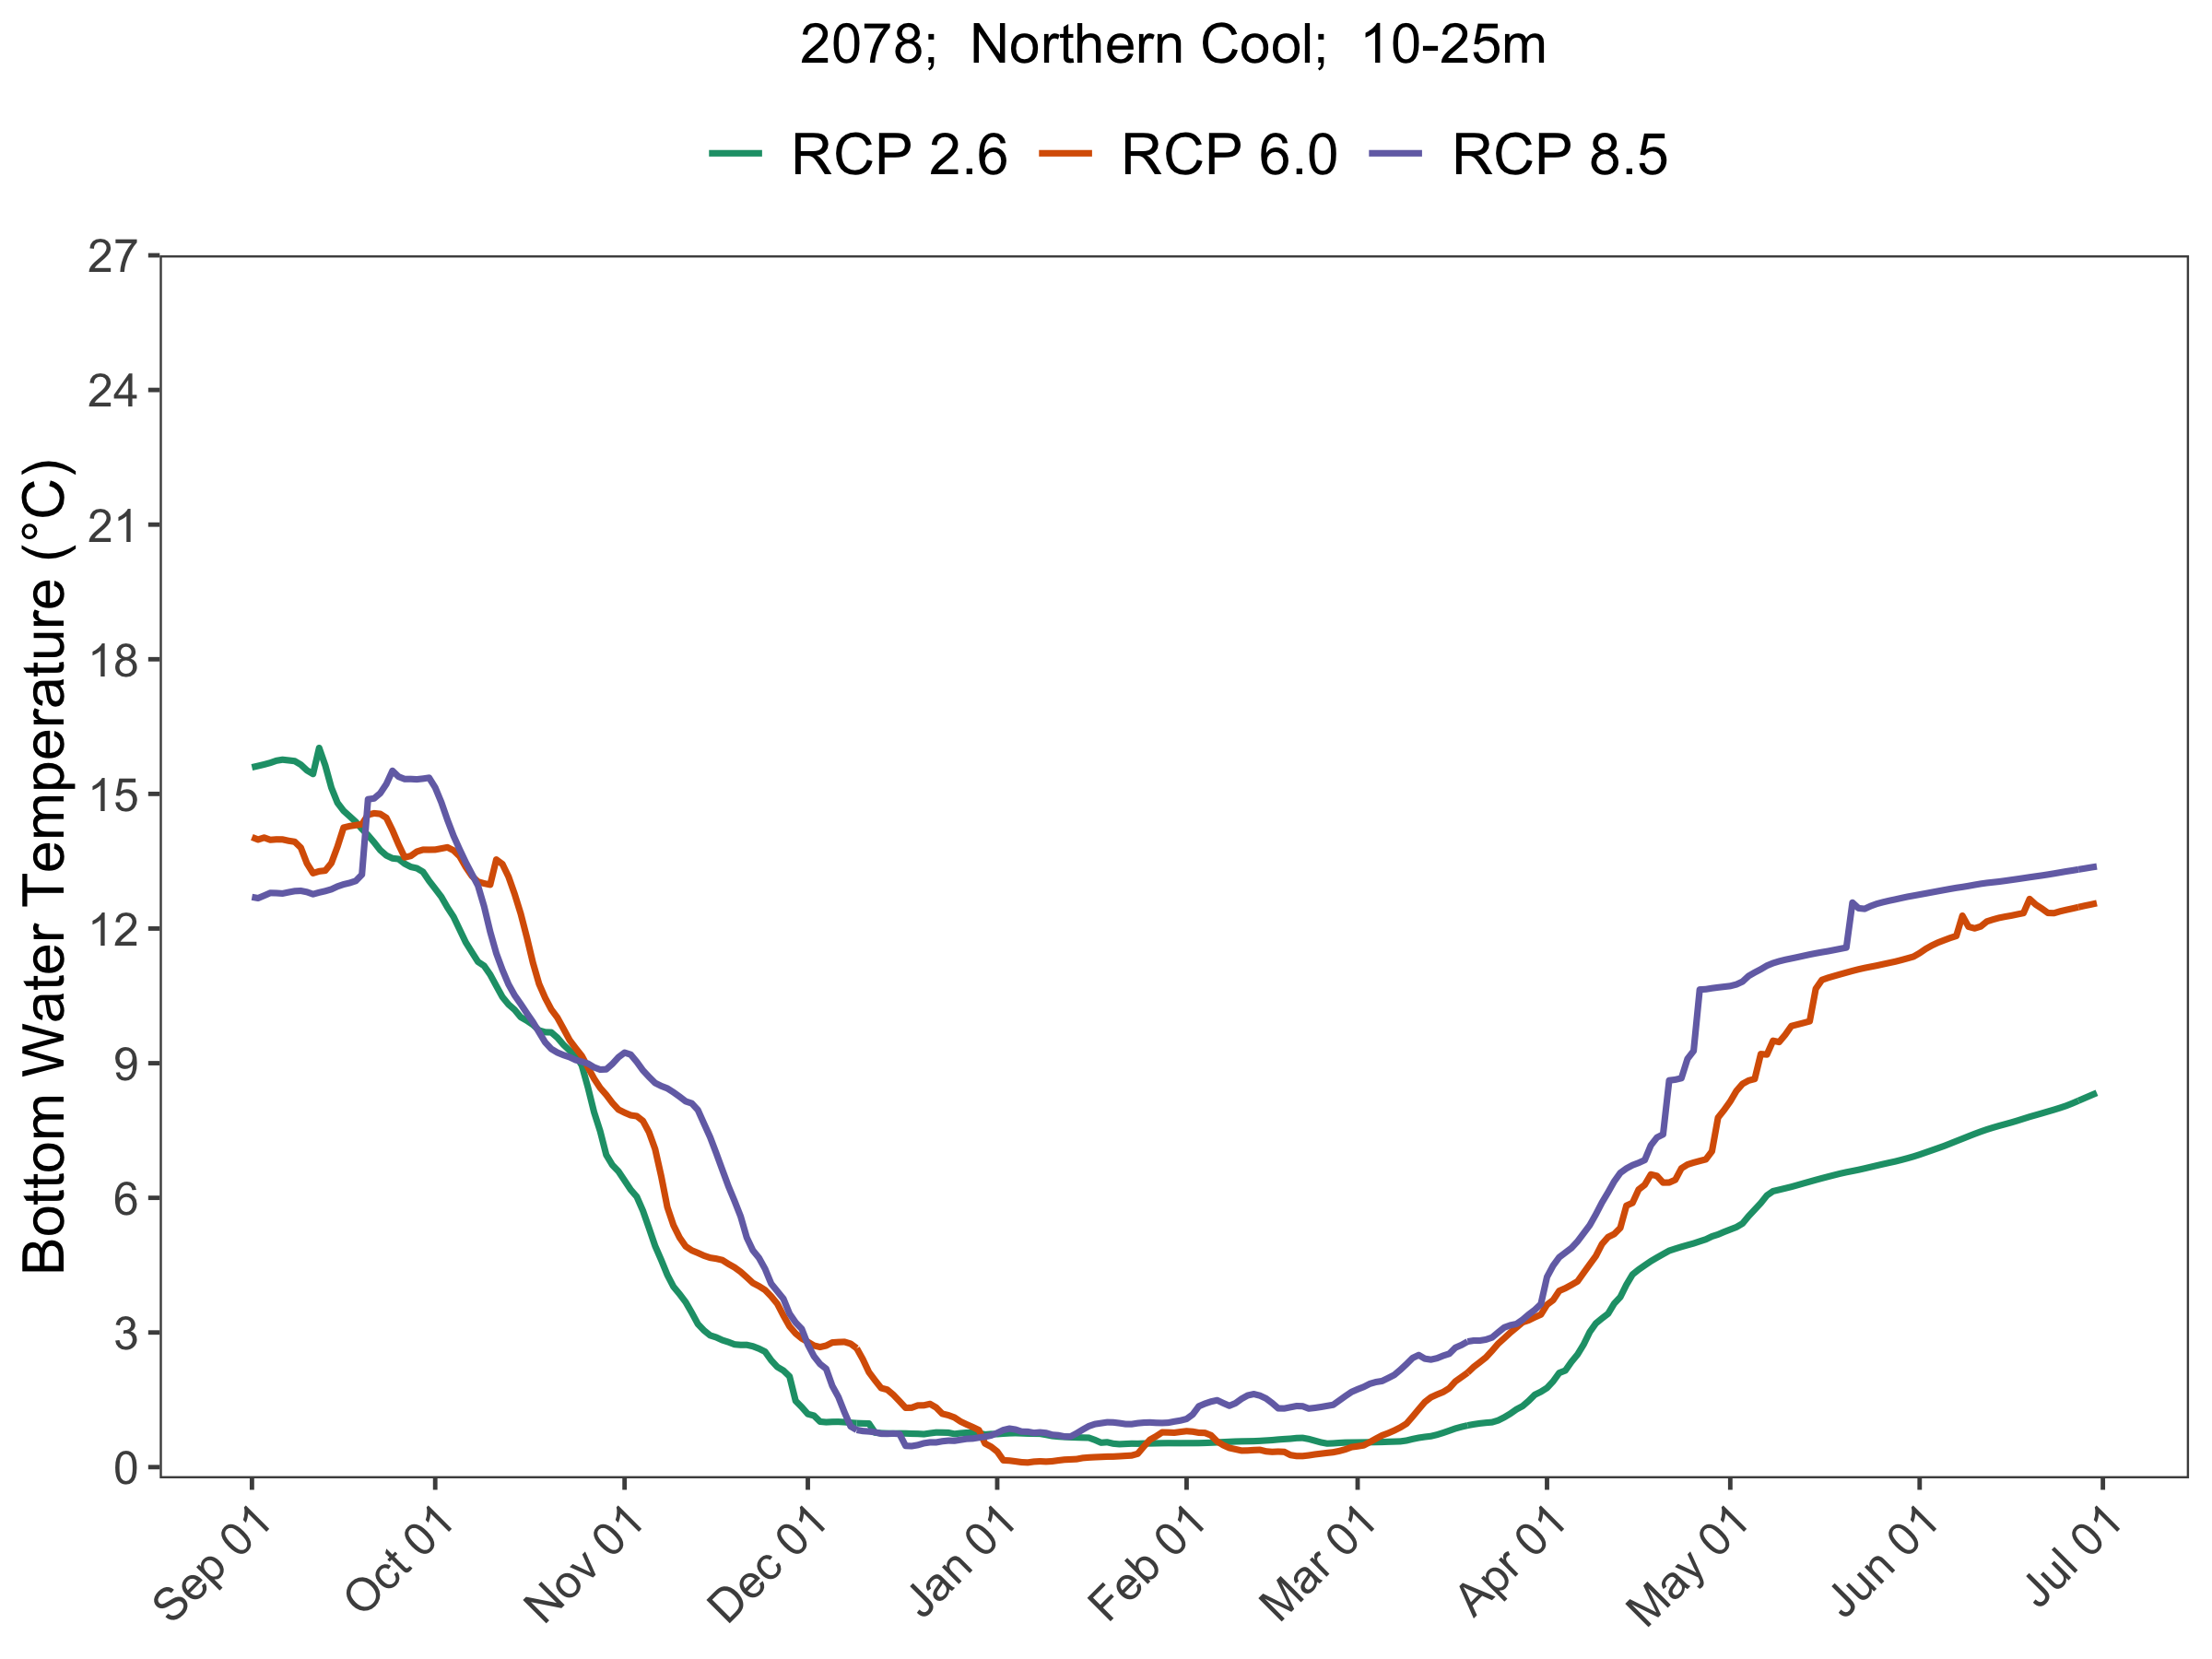 2078;  Northern Cool;  10-25m
RCP 2.6 RCP 6.0 RCP 8.5
Bottom Water Temperature (°C)
27
24
21
18
15
12
9
6
3
0
Sep 01 Oct 01 Nov 01 Dec 01 Jan 01 Feb 01 Mar 01 Apr 01 May 01 Jun 01 Jul 01